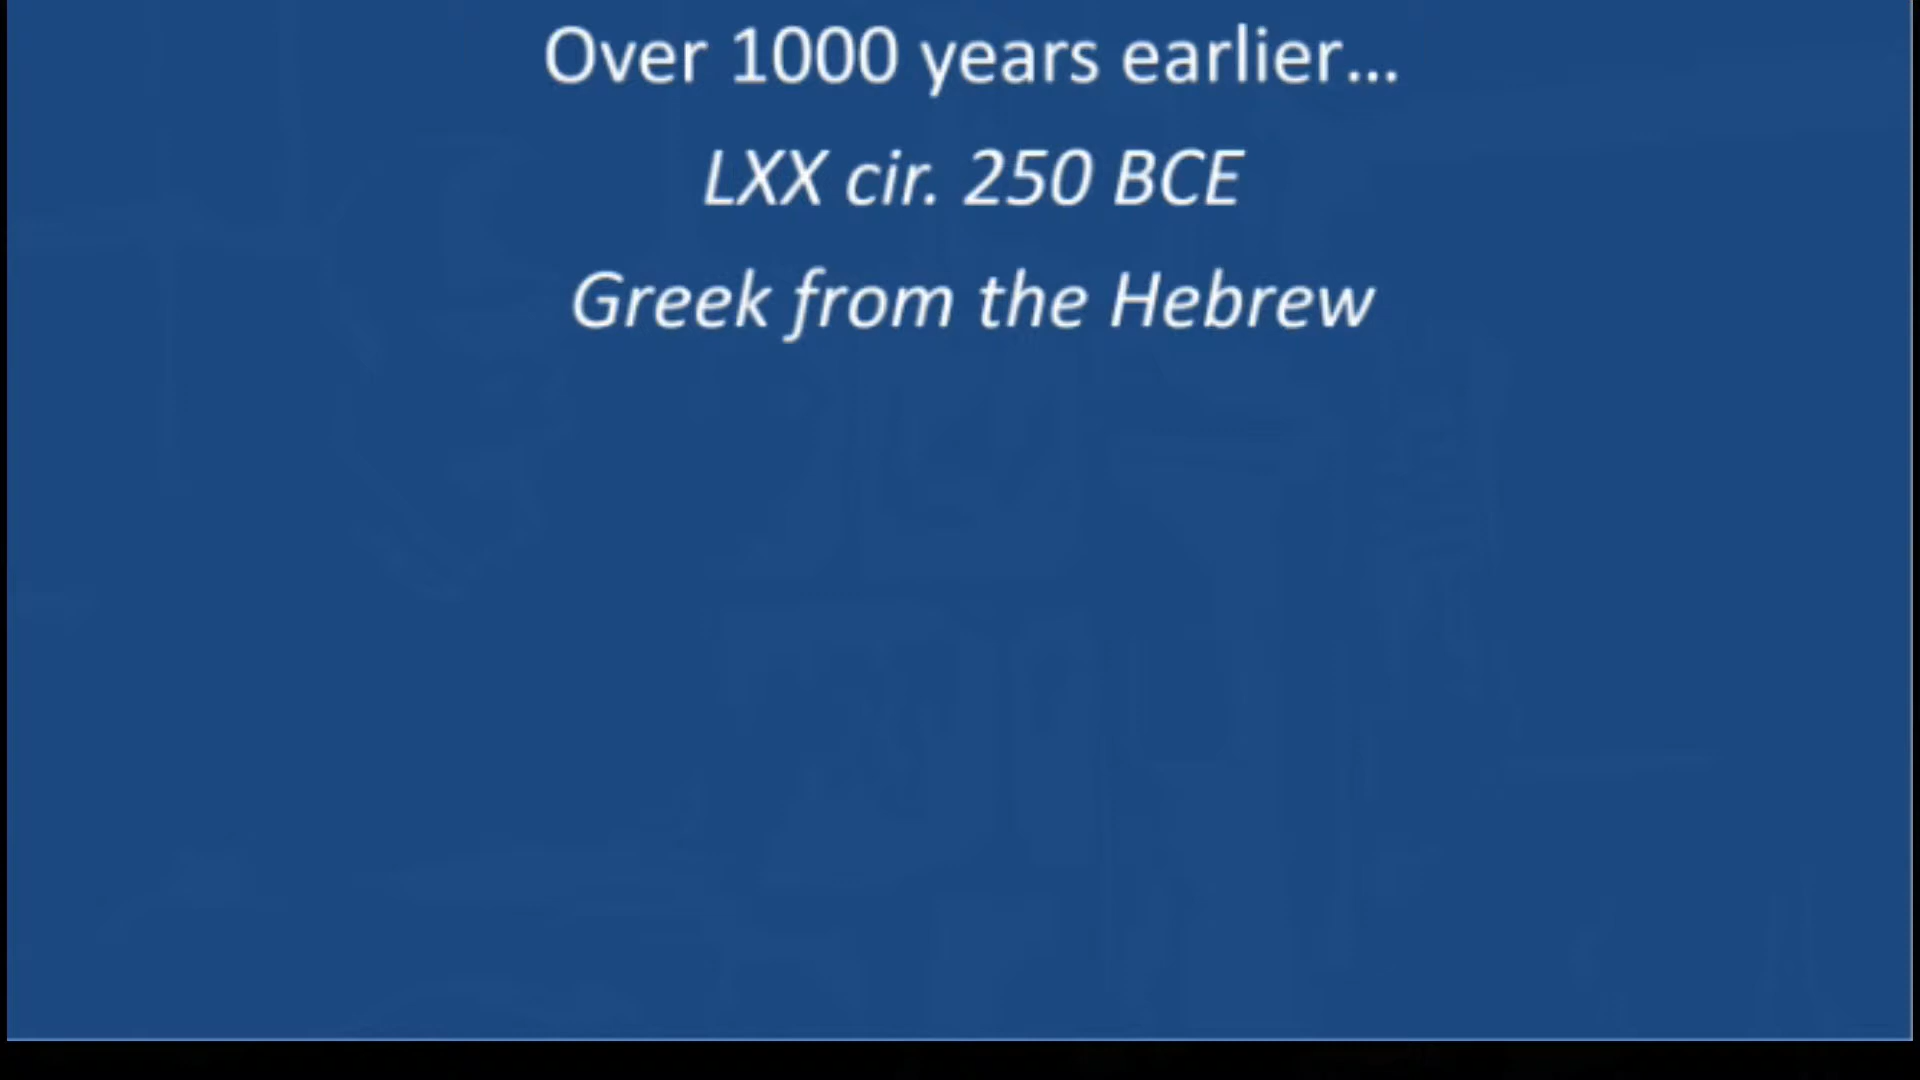 Over 1000 years earlier...
LXX cir. 250 BCE
Greek from the Hebrew